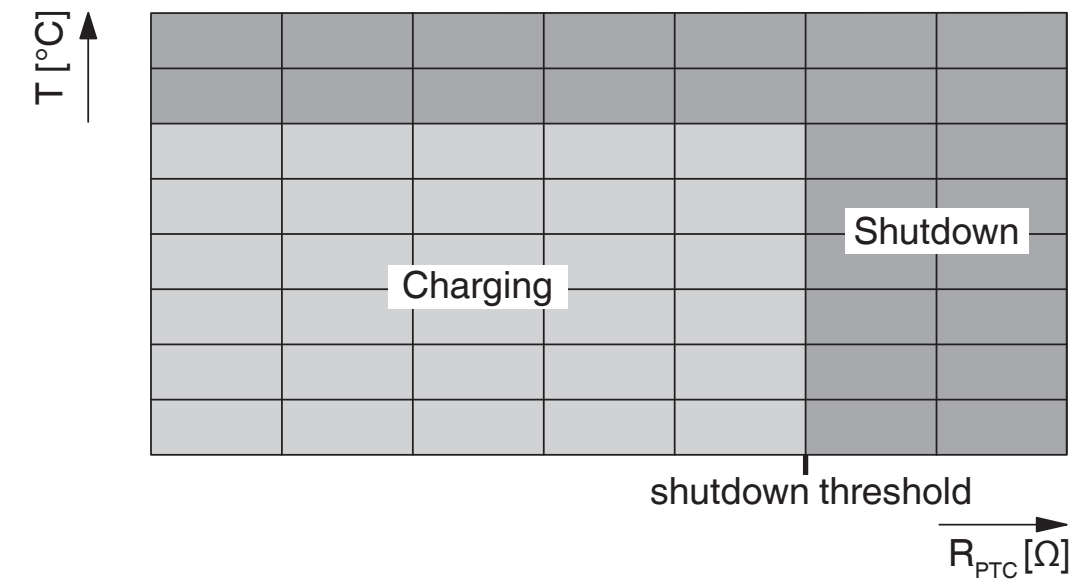 T [°C]
Shutdown
Charging
shutdown threshold
R_PTC [Ω]